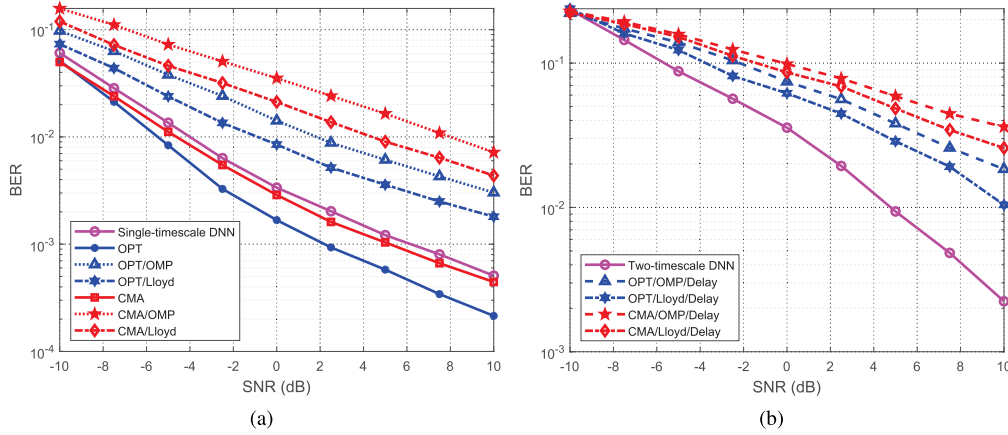 10^-1
10^-2
10^-3
10^-4
BER
-10 -8 -6 -4 -2 0 2 4 6 8 10
SNR (dB)
Single-timescale DNN
OPT
OPT/OMP
OPT/Lloyd
CMA
CMA/OMP
CMA/Lloyd
(a)
10^-1
10^-2
10^-3
BER
-10 -8 -6 -4 -2 0 2 4 6 8 10
SNR (dB)
Two-timescale DNN
OPT/OMP/Delay
OPT/Lloyd/Delay
CMA/OMP/Delay
CMA/Lloyd/Delay
(b)